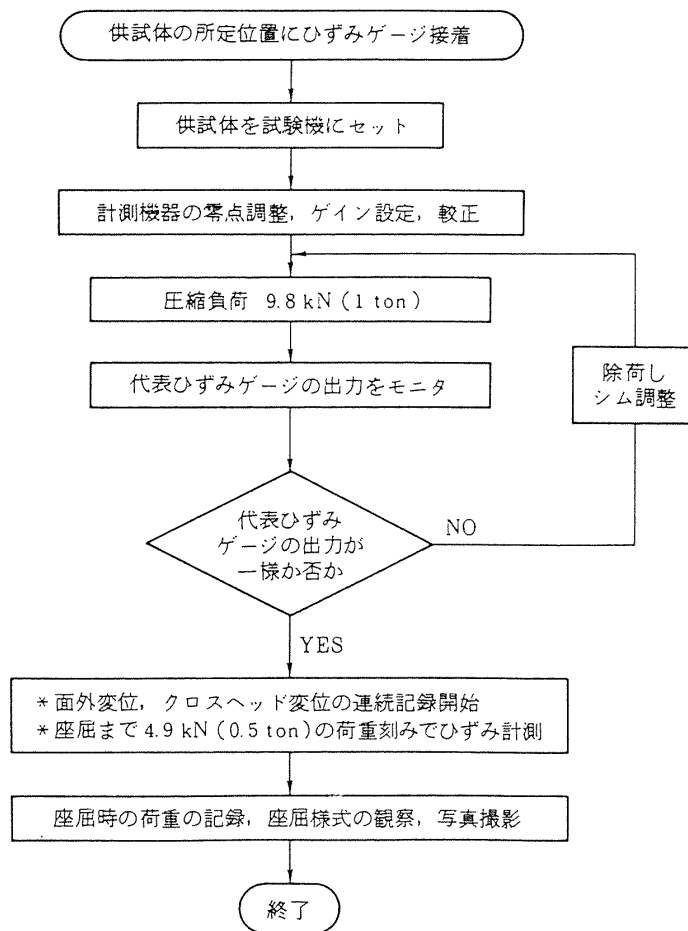 供試体の所定位置にひずみゲージ接着
供試体を試験機にセット
計測機器の零点調整，ゲイン設定，較正
圧縮負荷 9.8 kN (1 ton)
代表ひずみゲージの出力をモニタ
除荷し
シム調整
代表ひずみ
ゲージの出力が
一様か否か
NO
YES
＊面外変位，クロスヘッド変位の連続記録開始
＊座屈まで 4.9 kN (0.5 ton)の荷重刻みでひずみ計測
座屈時の荷重の記録，座屈様式の観察，写真撮影
終了